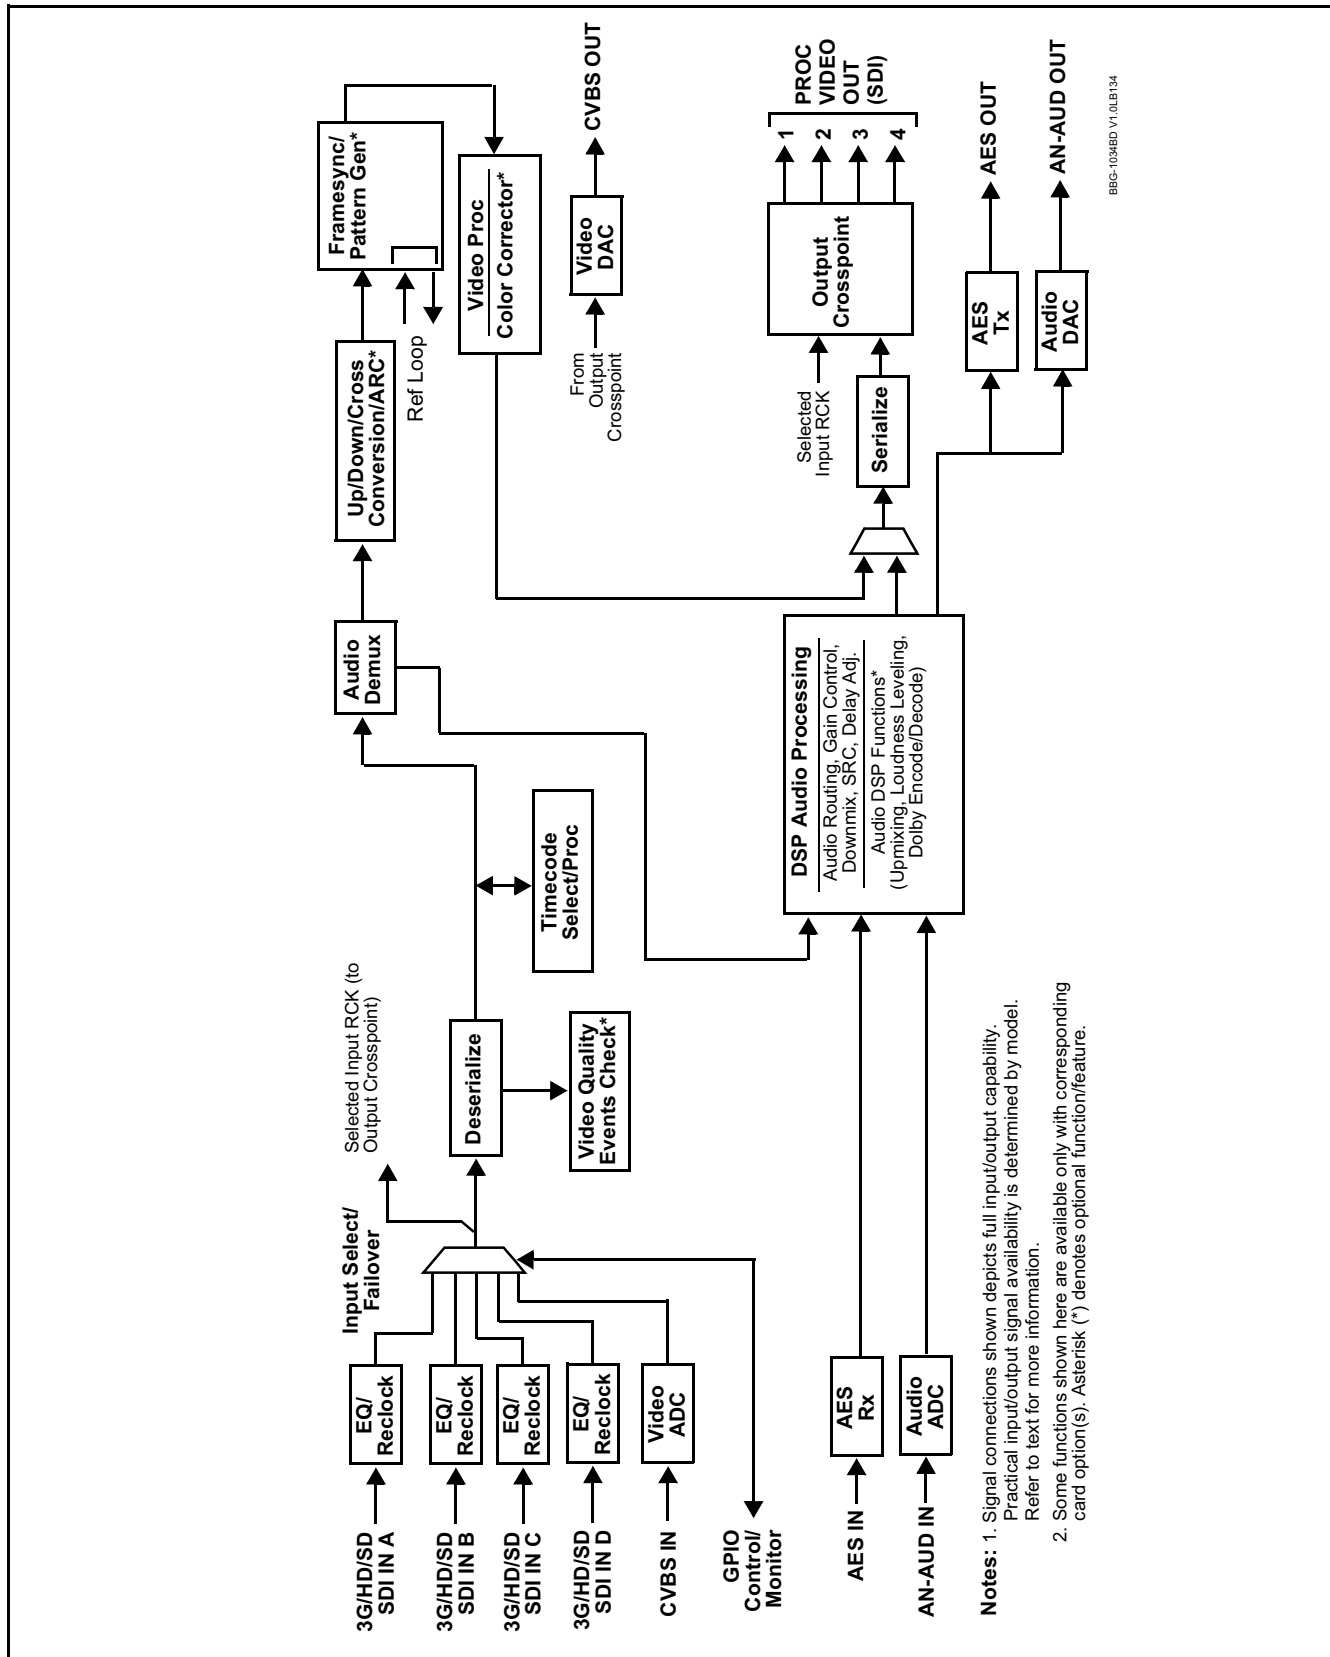 3G/HD/SD
SDI IN A
3G/HD/SD
SDI IN B
3G/HD/SD
SDI IN C
3G/HD/SD
SDI IN D
CVBS IN
GPIO
Control/
Monitor
AES IN
AN-AUD IN
EQ/
Reclock
EQ/
Reclock
EQ/
Reclock
EQ/
Reclock
Video
ADC
AES
Rx
Audio
ADC
Input Select/
Failover
Selected Input RCK (to
Output Crosspoint)
Deserialize
Video Quality
Events Check*
Timecode
Select/Proc
Audio
Demux
Up/Down/Cross
Conversion/ARC*
Ref Loop
Framesync/
Pattern Gen*
Video Proc
Color Corrector*
From
Output
Crosspoint
Video
DAC
CVBS OUT
DSP Audio Processing
Audio Routing, Gain Control,
Downmix, SRC, Delay Adj.
Audio DSP Functions*
(Upmixing, Loudness Leveling,
Dolby Encode/Decode)
Serialize
Selected
Input RCK
Output
Crosspoint
1
2
3
4
PROC
VIDEO
OUT
(SDI)
AES
Tx
Audio
DAC
AES OUT
AN-AUD OUT
Notes: 1. Signal connections shown depicts full input/output capability.
Practical input/output signal availability is determined by model.
Refer to text for more information.
2. Some functions shown here are available only with corresponding
card option(s). Asterisk (*) denotes optional function/feature.
BBG-1034BD V1.0LB134